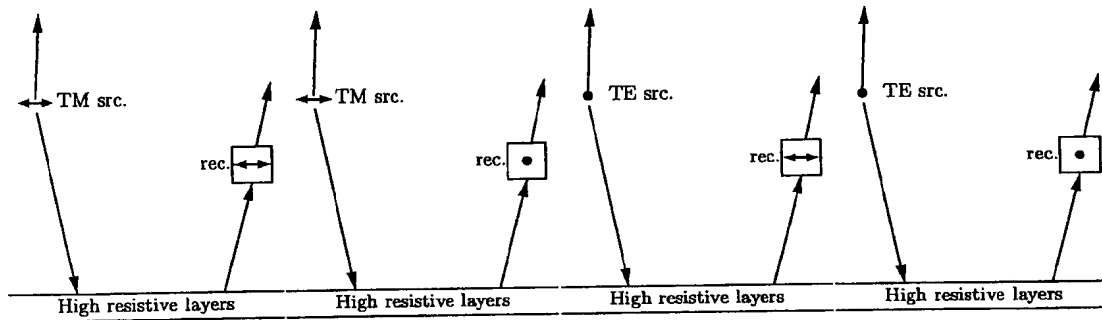 TM src.
rec.
High resistive layers
TM src.
rec.
High resistive layers
TE src.
rec.
High resistive layers
TE src.
rec.
High resistive layers